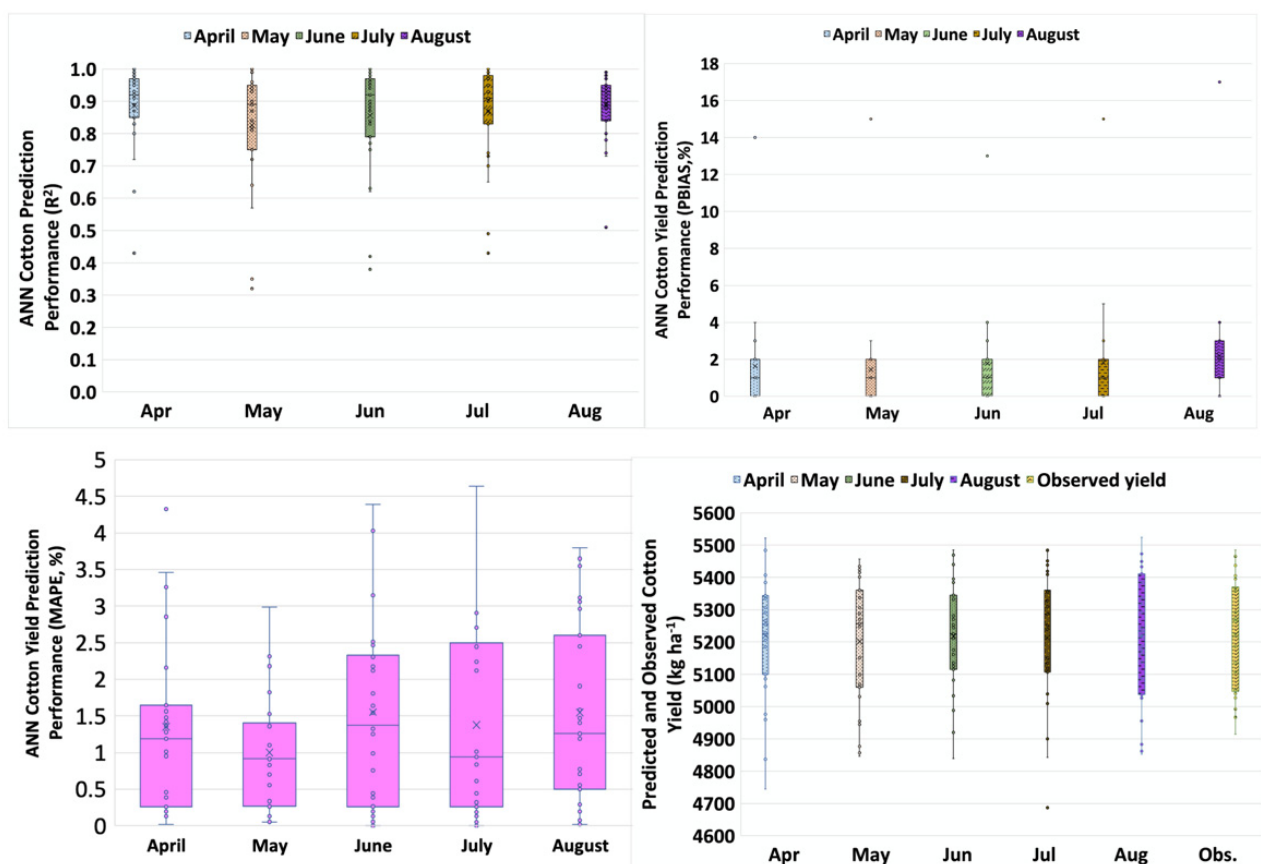 April May June July August
ANN Cotton Prediction
Performance (R²)
1.0
0.9
0.8
0.7
0.6
0.5
0.4
0.3
0.2
0.1
0.0
Apr May Jun Jul Aug
April May June July August
ANN Cotton Yield Prediction
Performance (PBIAS,%)
18
16
14
12
10
8
6
4
2
0
Apr May Jun Jul Aug
ANN Cotton Yield Prediction
Performance (MAPE, %)
5
4.5
4
3.5
3
2.5
2
1.5
1
0.5
0
April May June July August
April May June July August Observed yield
Predicted and Observed Cotton
Yield (kg ha⁻¹)
5600
5500
5400
5300
5200
5100
5000
4900
4800
4700
4600
Apr May Jun Jul Aug Obs.